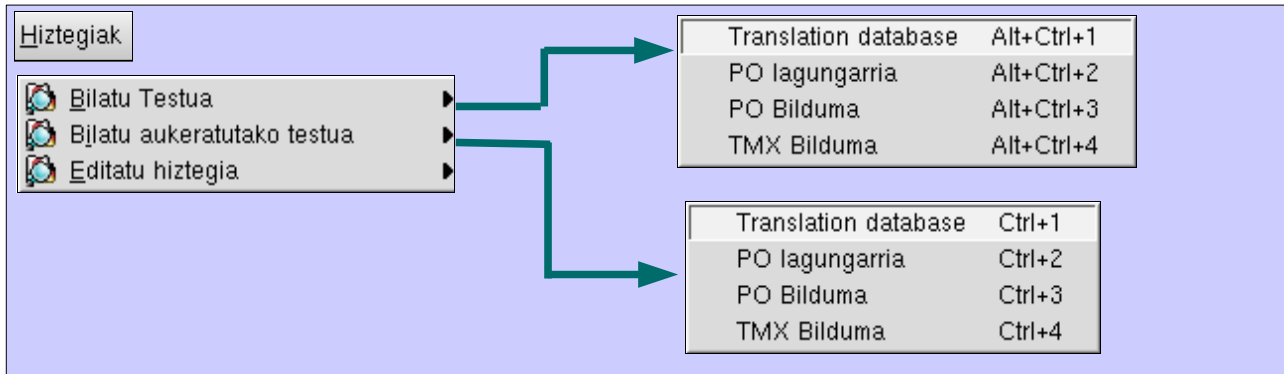 Hiztegiak
Bilatu Testua
Bilatu aukeratutako testua
Editatu hiztegia
Translation database Alt+Ctrl+1
PO lagungarria Alt+Ctrl+2
PO Bilduma Alt+Ctrl+3
TMX Bilduma Alt+Ctrl+4
Translation database Ctrl+1
PO lagungarria Ctrl+2
PO Bilduma Ctrl+3
TMX Bilduma Ctrl+4